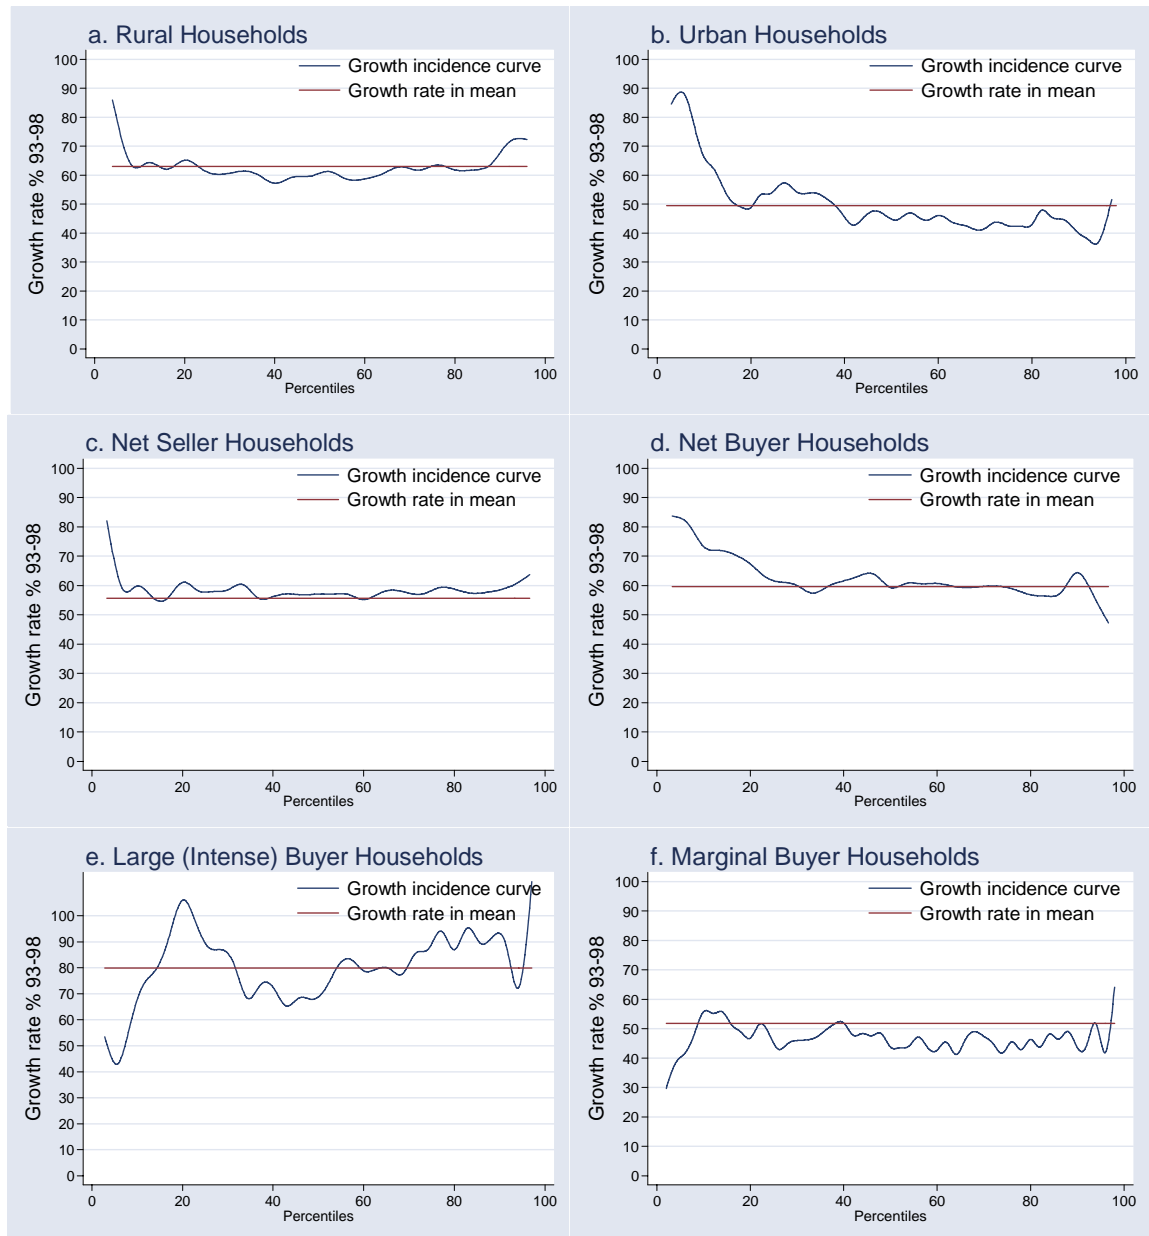 a. Rural Households
Growth incidence curve
Growth rate in mean
Growth rate % 93-98
100
90
80
70
60
50
40
30
20
10
0
0 20 40 60 80 100
Percentiles
b. Urban Households
Growth incidence curve
Growth rate in mean
Growth rate % 93-98
100
90
80
70
60
50
40
30
20
10
0
0 20 40 60 80 100
Percentiles
c. Net Seller Households
Growth incidence curve
Growth rate in mean
Growth rate % 93-98
100
90
80
70
60
50
40
30
20
10
0
0 20 40 60 80 100
Percentiles
d. Net Buyer Households
Growth incidence curve
Growth rate in mean
Growth rate % 93-98
100
90
80
70
60
50
40
30
20
10
0
0 20 40 60 80 100
Percentiles
e. Large (Intense) Buyer Households
Growth incidence curve
Growth rate in mean
Growth rate % 93-98
100
90
80
70
60
50
40
30
20
10
0
0 20 40 60 80 100
Percentiles
f. Marginal Buyer Households
Growth incidence curve
Growth rate in mean
Growth rate % 93-98
100
90
80
70
60
50
40
30
20
10
0
0 20 40 60 80 100
Percentiles